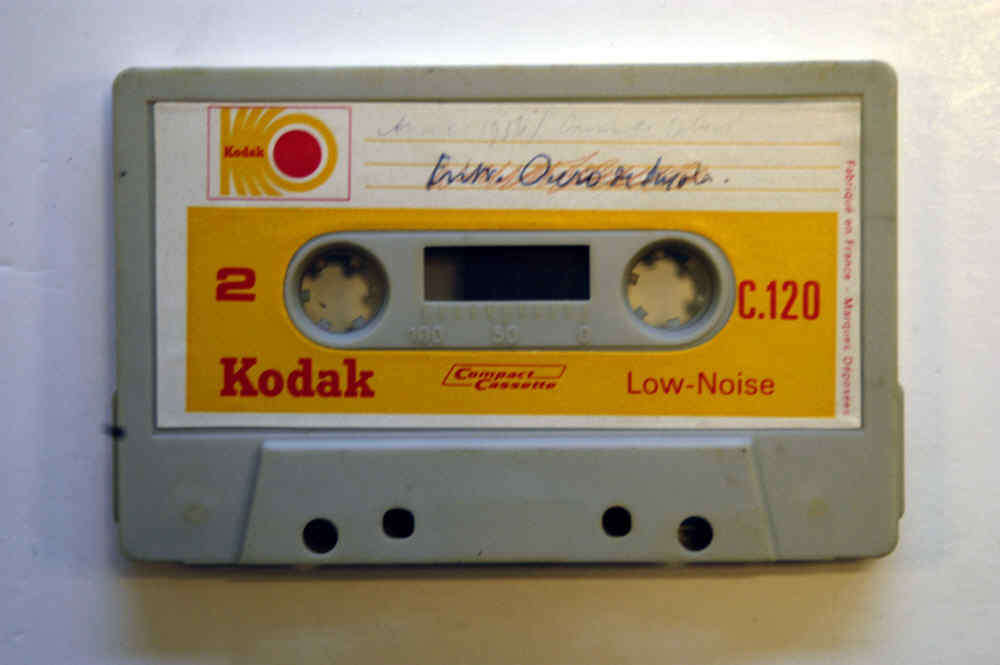 Kodak
2
C.120
100 50 0
Kodak
Compact
Cassette
Low-Noise
Fabriqué en France - Marques Déposées